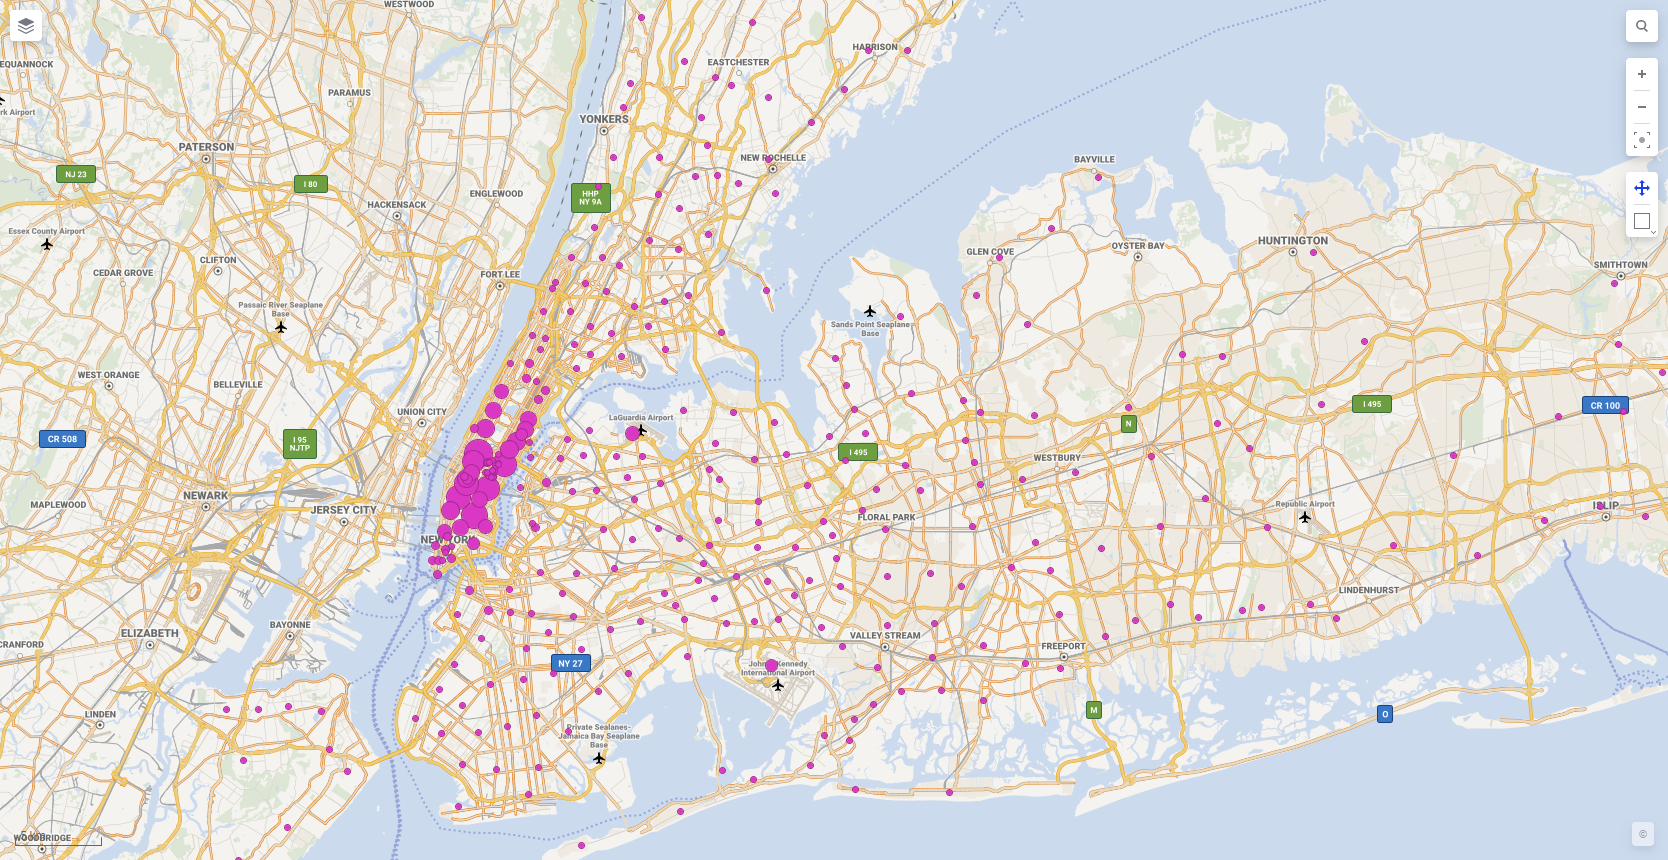 WESTWOOD
HARRISON
EASTCHESTER
EQUANNOCK
PARAMUS
rk Airport
YONKERS
PATERSON
NEW ROCHELLE
BAYVILLE
NJ 23
I 80
HHP
NY 9A
ENGLEWOOD
HACKENSACK
Essex County Airport
GLEN COVE
OYSTER BAY
HUNTINGTON
CLIFTON
SMITHTOWN
CEDAR GROVE
FORT LEE
Passaic River Seaplane
Base
Sands Point Seaplane
Base
WEST ORANGE
BELLEVILLE
I 495
CR 100
UNION CITY
LaGuardia Airport
N
CR 508
I 95
NJTP
I 495
WESTBURY
NEWARK
MAPLEWOOD
JERSEY CITY
Republic Airport
ISLIP
FLORAL PARK
NEW YORK
LINDENHURST
BAYONNE
ELIZABETH
VALLEY STREAM
CRANFORD
FREEPORT
NY 27
John F Kennedy
International Airport
LINDEN
M
O
Private Sealanes-
Jamaica Bay Seaplane
Base
5 km
WOODBRIDGE
©